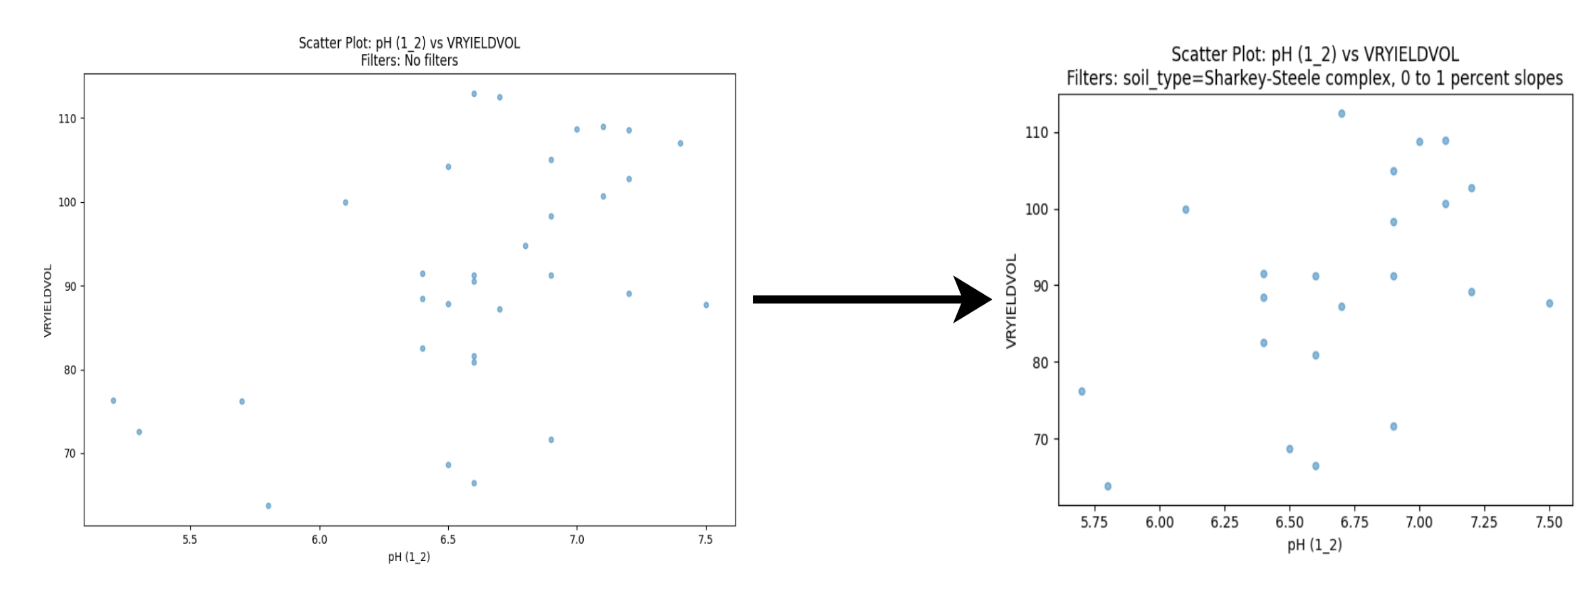 Scatter Plot: pH (1_2) vs VRYIELDVOL
Filters: No filters
110
100
90
80
70
VRYIELDVOL
5.5 6.0 6.5 7.0 7.5
pH (1_2)
Scatter Plot: pH (1_2) vs VRYIELDVOL
Filters: soil_type=Sharkey-Steele complex, 0 to 1 percent slopes
110
100
90
80
70
VRYIELDVOL
5.75 6.00 6.25 6.50 6.75 7.00 7.25 7.50
pH (1_2)